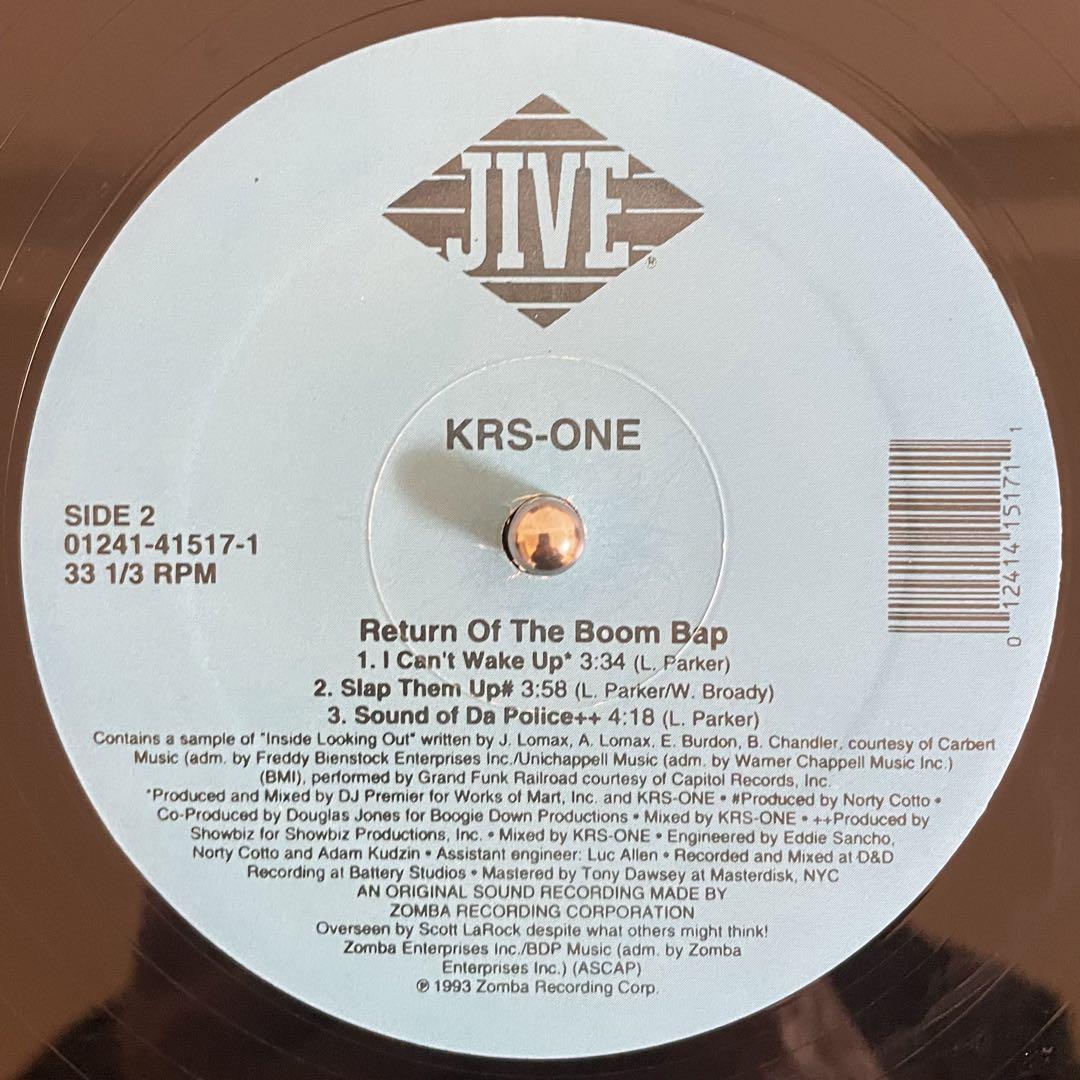 JIVE
®
KRS-ONE
SIDE 2
01241-41517-1
33 1/3 RPM
0 12414 15171 1
Return Of The Boom Bap
1. I Can't Wake Up* 3:34 (L. Parker)
2. Slap Them Up# 3:58 (L. Parker/W. Broady)
3. Sound of Da Police++ 4:18 (L. Parker)
Contains a sample of "Inside Looking Out" written by J. Lomax, A. Lomax, E. Burdon, B. Chandler, courtesy of Carbert
Music (adm. by Freddy Bienstock Enterprises Inc./Unichappell Music (adm. by Warner Chappell Music Inc.)
(BMI), performed by Grand Funk Railroad courtesy of Capitol Records, Inc.
*Produced and Mixed by DJ Premier for Works of Mart, Inc. and KRS-ONE • #Produced by Norty Cotto •
Co-Produced by Douglas Jones for Boogie Down Productions • Mixed by KRS-ONE • ++Produced by
Showbiz for Showbiz Productions, Inc. • Mixed by KRS-ONE • Engineered by Eddie Sancho,
Norty Cotto and Adam Kudzin • Assistant engineer: Luc Allen • Recorded and Mixed at D&D
Recording at Battery Studios • Mastered by Tony Dawsey at Masterdisk, NYC
AN ORIGINAL SOUND RECORDING MADE BY
ZOMBA RECORDING CORPORATION
Overseen by Scott LaRock despite what others might think!
Zomba Enterprises Inc./BDP Music (adm. by Zomba
Enterprises Inc.) (ASCAP)
℗ 1993 Zomba Recording Corp.